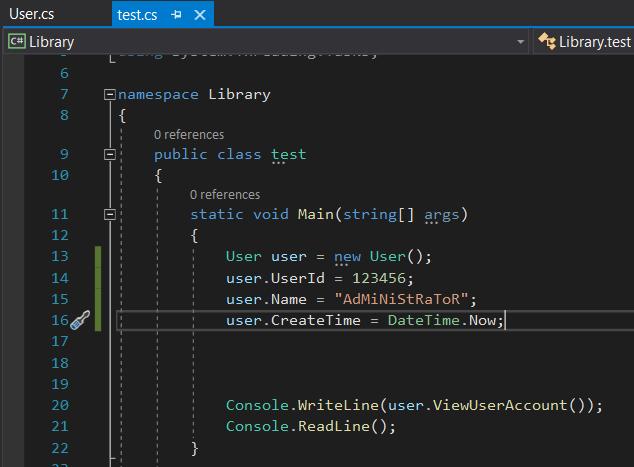 User.cs test.cs
C# Library Library.test
6
7 namespace Library
8 {
0 references
9 public class test
10 {
0 references
11 static void Main(string[] args)
12 {
13 User user = new User();
14 user.UserId = 123456;
15 user.Name = "AdMiNiStRaToR";
16 user.CreateTime = DateTime.Now;
17
18
19
20 Console.WriteLine(user.ViewUserAccount());
21 Console.ReadLine();
22 }